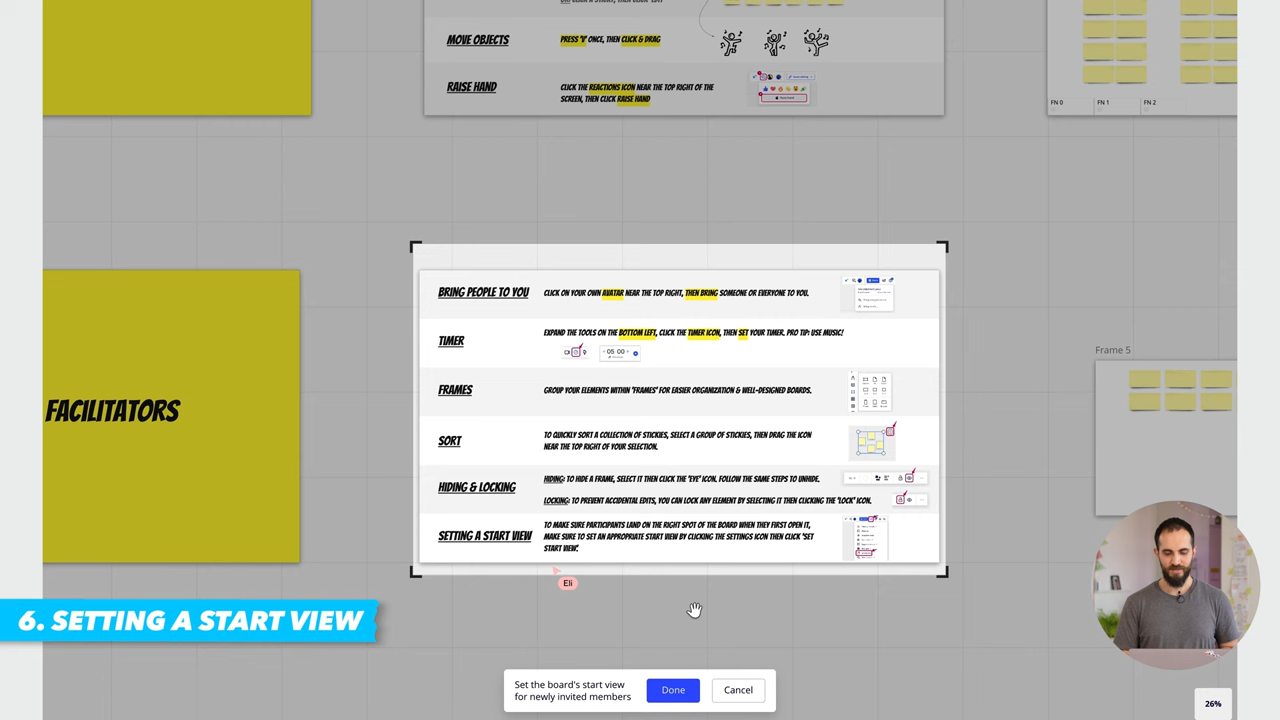 MOVE OBJECTS
PRESS 'V' ONCE, THEN CLICK & DRAG
RAISE HAND
CLICK THE REACTIONS ICON NEAR THE TOP RIGHT OF THE
SCREEN, THEN CLICK RAISE HAND
FN 0
FN 1
FN 2
BRING PEOPLE TO YOU
CLICK ON YOUR OWN AVATAR NEAR THE TOP RIGHT, THEN BRING SOMEONE OR EVERYONE TO YOU.
TIMER
EXPAND THE TOOLS ON THE BOTTOM LEFT, CLICK THE TIMER ICON, THEN SET YOUR TIMER. PRO TIP: USE MUSIC!
05 00
FRAMES
GROUP YOUR ELEMENTS WITHIN 'FRAMES' FOR EASIER ORGANIZATION & WELL-DESIGNED BOARDS.
Frame 5
FACILITATORS
SORT
TO QUICKLY SORT A COLLECTION OF STICKIES, SELECT A GROUP OF STICKIES, THEN DRAG THE ICON
NEAR THE TOP RIGHT OF YOUR SELECTION.
HIDING & LOCKING
HIDING: TO HIDE A FRAME, SELECT IT THEN CLICK THE 'EYE' ICON. FOLLOW THE SAME STEPS TO UNHIDE.
LOCKING: TO PREVENT ACCIDENTAL EDITS, YOU CAN LOCK ANY ELEMENT BY SELECTING IT THEN CLICKING THE 'LOCK' ICON.
SETTING A START VIEW
TO MAKE SURE PARTICIPANTS LAND ON THE RIGHT SPOT OF THE BOARD WHEN THEY FIRST OPEN IT,
MAKE SURE TO SET AN APPROPRIATE START VIEW BY CLICKING THE SETTINGS ICON THEN CLICK 'SET
START VIEW'.
Eli
6. SETTING A START VIEW
Set the board's start view
for newly invited members
Done
Cancel
26%